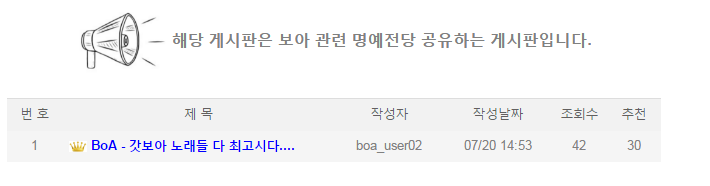 해당 게시판은 보아 관련 명예전당 공유하는 게시판입니다.
번 호 제 목 작성자 작성날짜 조회수 추천
1 BoA - 갓보아 노래들 다 최고시다.... boa_user02 07/20 14:53 42 30